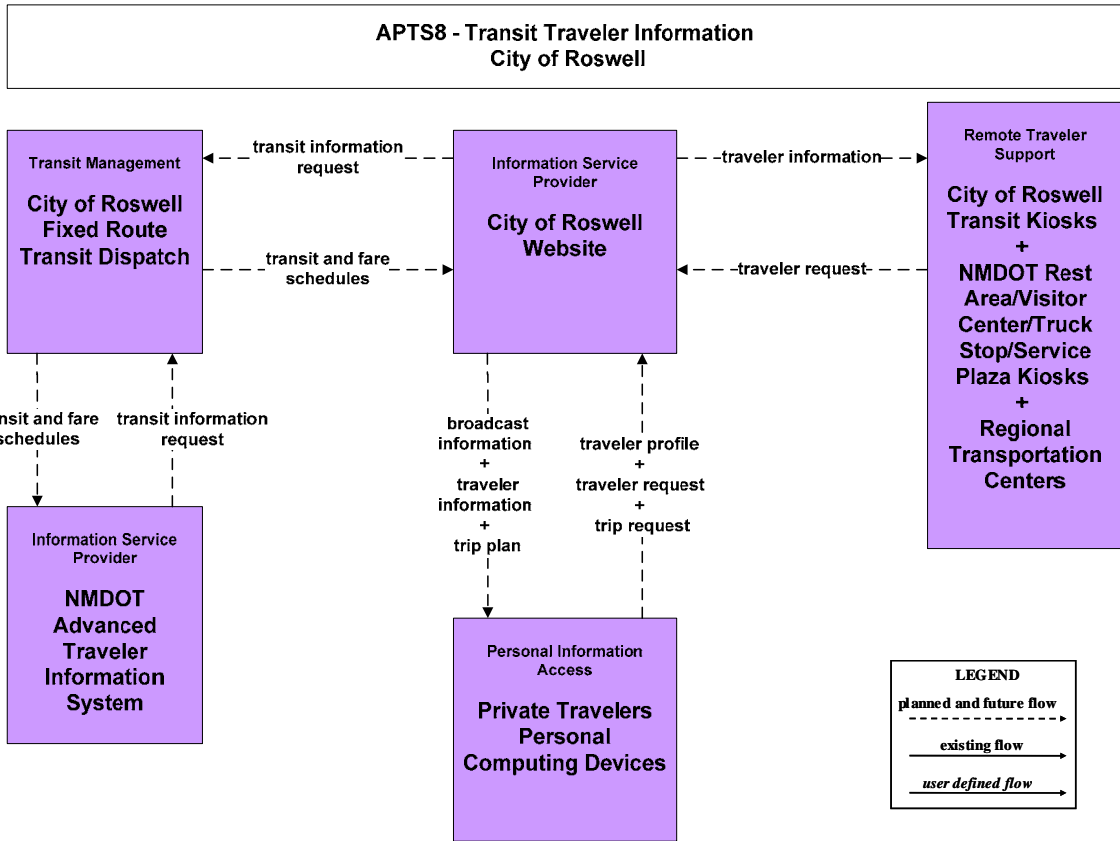 APTS8 - Transit Traveler Information
City of Roswell
Transit Management
City of Roswell
Fixed Route
Transit Dispatch
transit information
request
transit and fare
schedules
Information Service
Provider
City of Roswell
Website
traveler information
traveler request
Remote Traveler
Support
City of Roswell
Transit Kiosks
+
NMDOT Rest
Area/Visitor
Center/Truck
Stop/Service
Plaza Kiosks
+
Regional
Transportation
Centers
nsit and fare
schedules
transit information
request
broadcast
information
+
traveler
information
+
trip plan
traveler profile
+
traveler request
+
trip request
Information Service
Provider
NMDOT
Advanced
Traveler
Information
System
Personal Information
Access
Private Travelers
Personal
Computing Devices
LEGEND
planned and future flow
existing flow
user defined flow